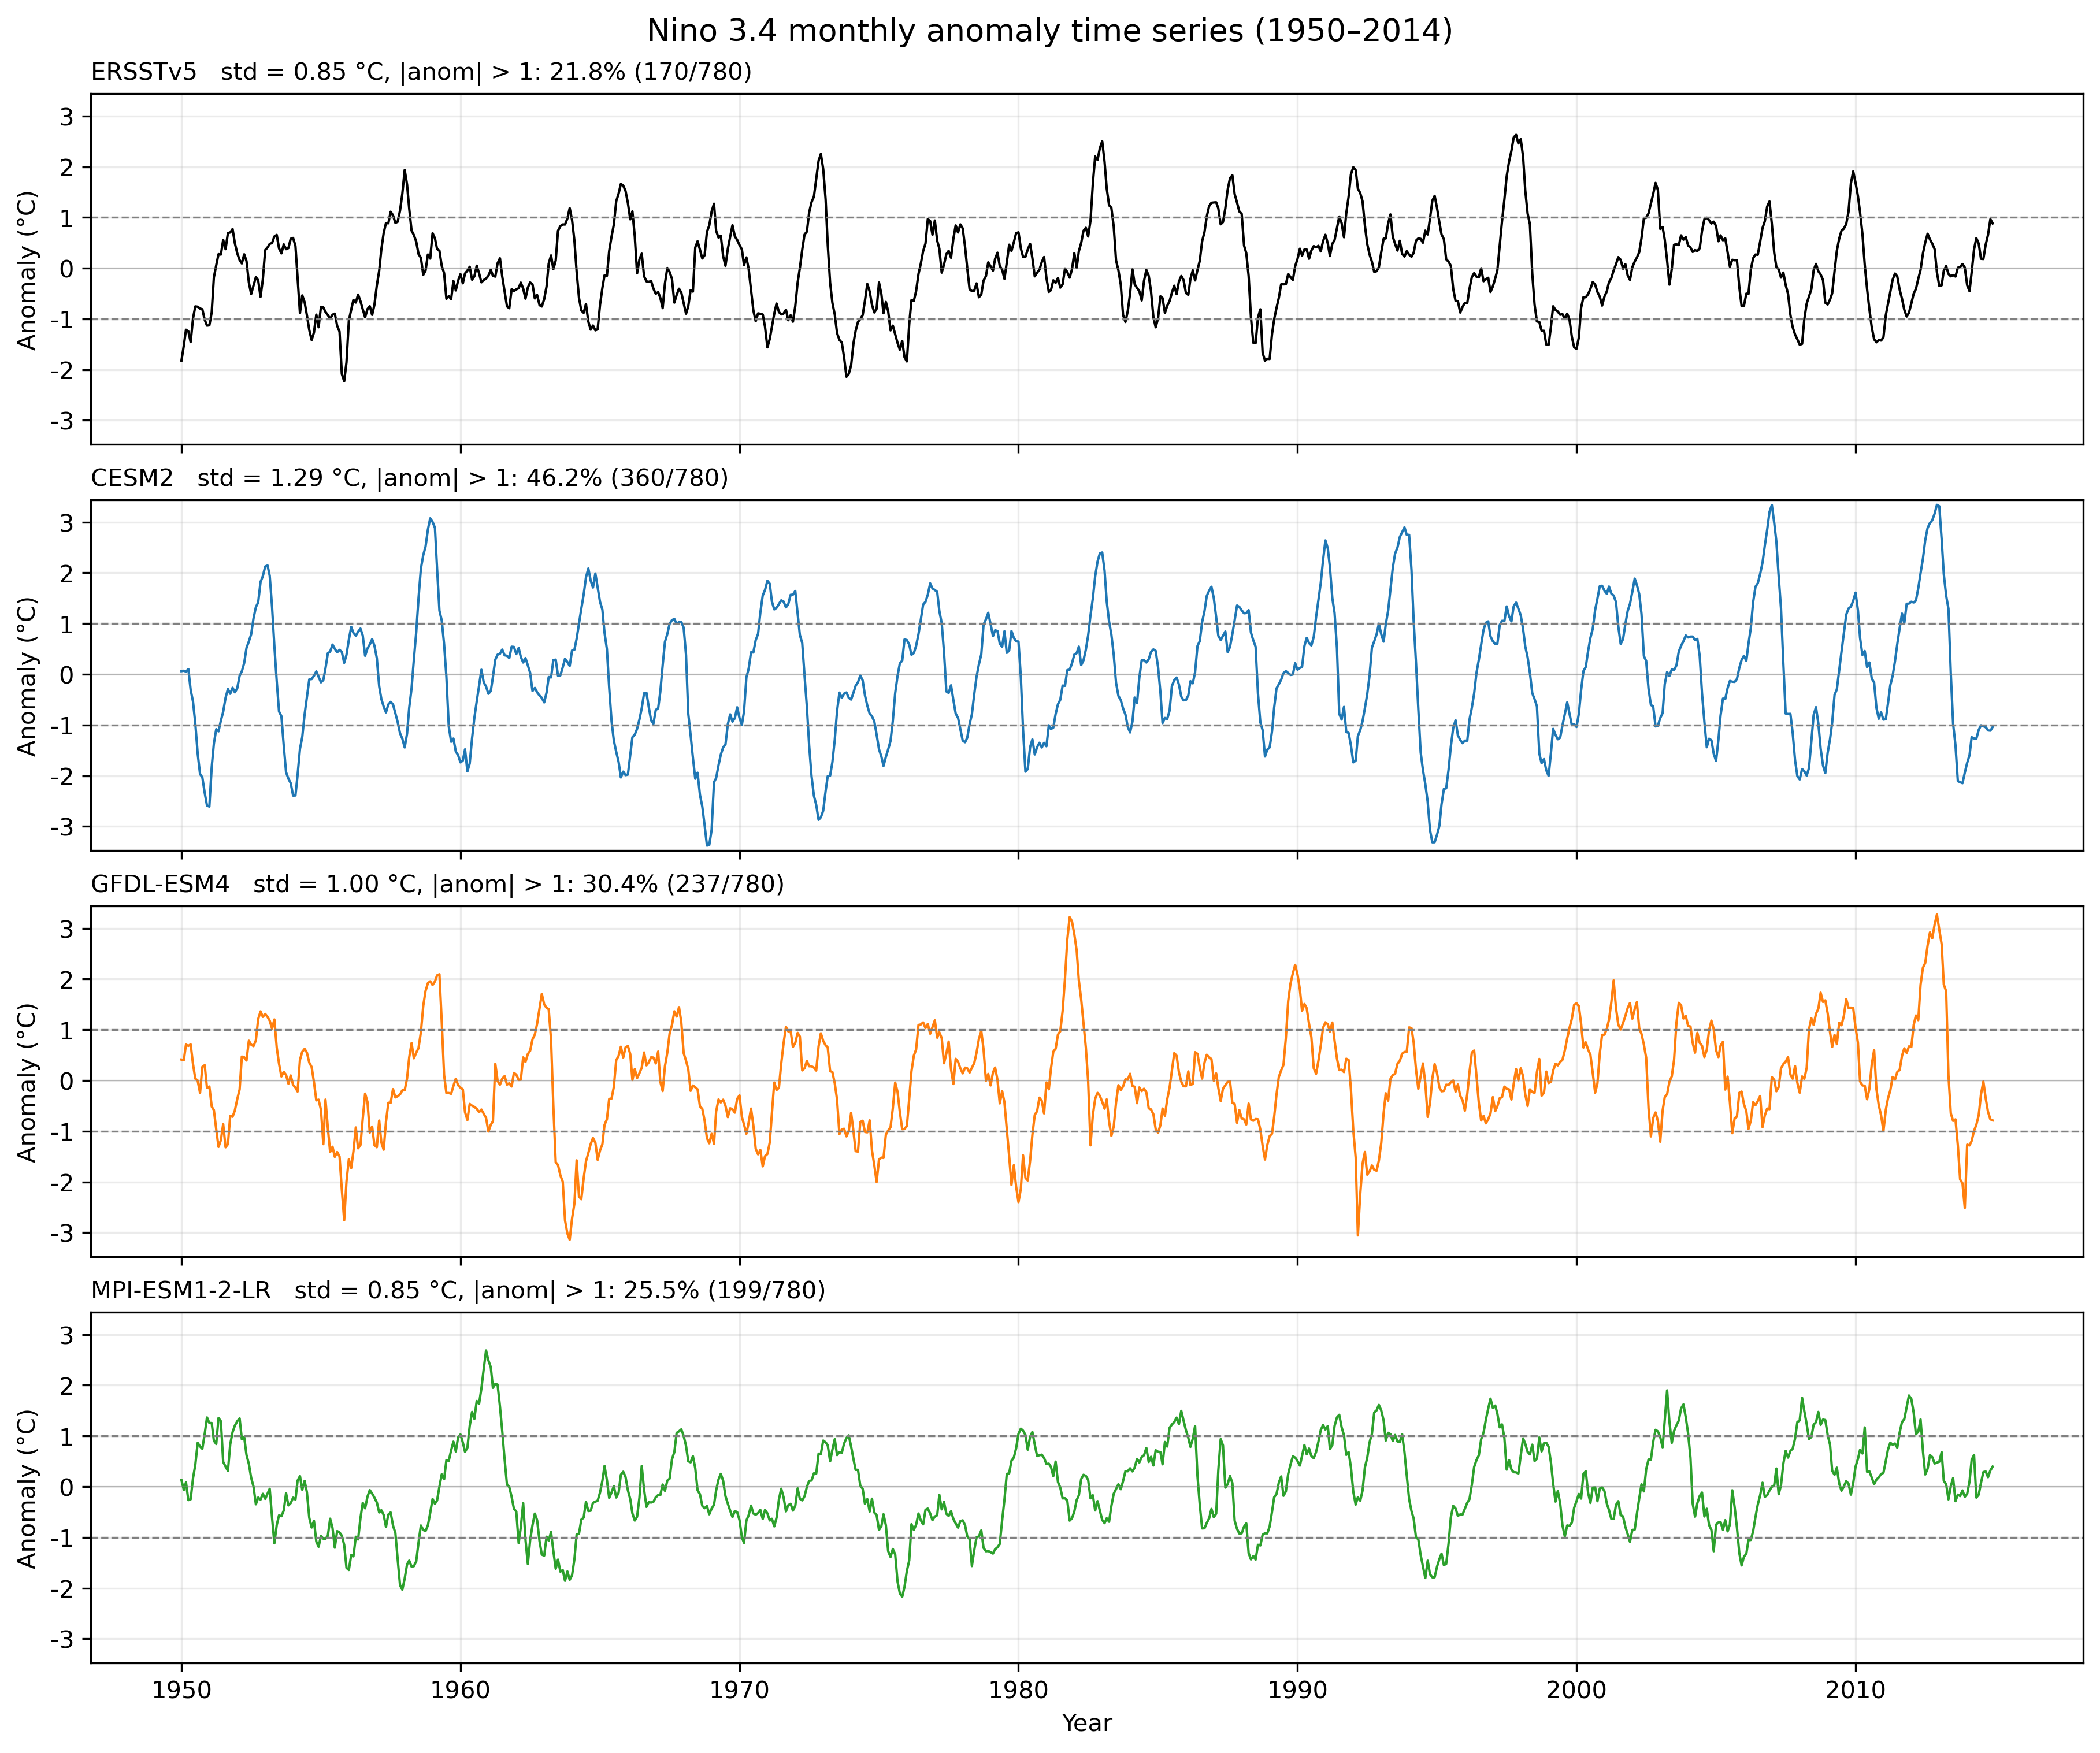 Nino 3.4 monthly anomaly time series (1950–2014)
ERSSTv5   std = 0.85 °C, |anom| > 1: 21.8% (170/780)
Anomaly (°C)
3
2
1
0
-1
-2
-3
CESM2   std = 1.29 °C, |anom| > 1: 46.2% (360/780)
Anomaly (°C)
3
2
1
0
-1
-2
-3
GFDL-ESM4   std = 1.00 °C, |anom| > 1: 30.4% (237/780)
Anomaly (°C)
3
2
1
0
-1
-2
-3
MPI-ESM1-2-LR   std = 0.85 °C, |anom| > 1: 25.5% (199/780)
Anomaly (°C)
3
2
1
0
-1
-2
-3
1950 1960 1970 1980 1990 2000 2010
Year